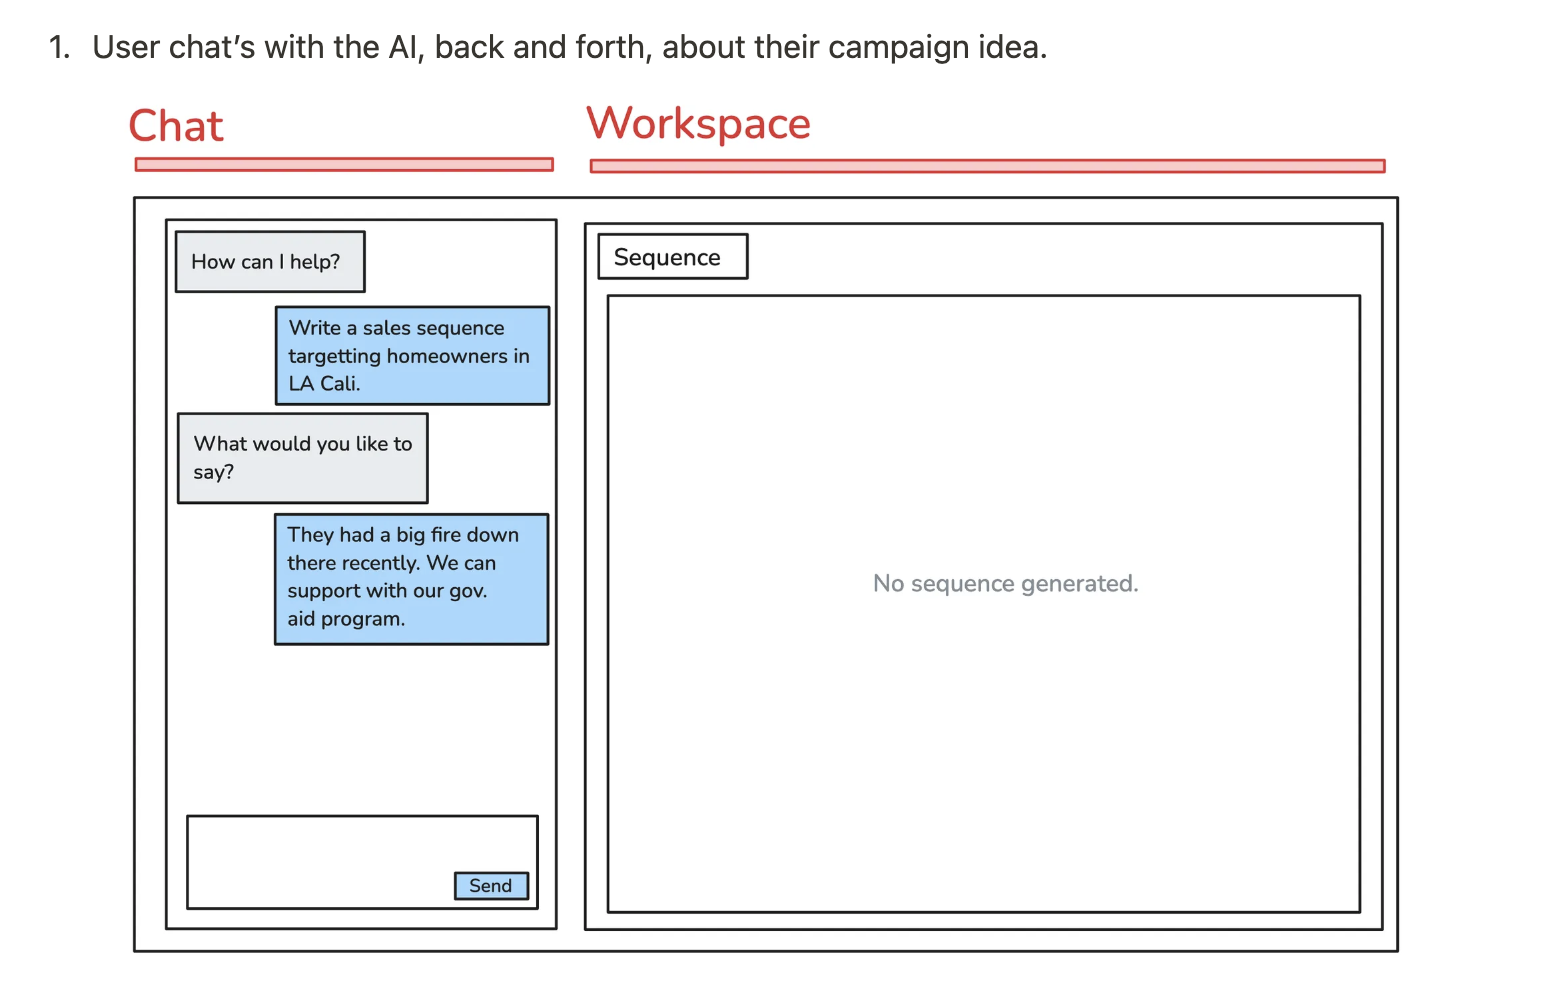 1. User chat’s with the AI, back and forth, about their campaign idea.
Chat
Workspace
How can I help?
Write a sales sequence
targetting homeowners in
LA Cali.
What would you like to
say?
They had a big fire down
there recently. We can
support with our gov.
aid program.
Send
Sequence
No sequence generated.